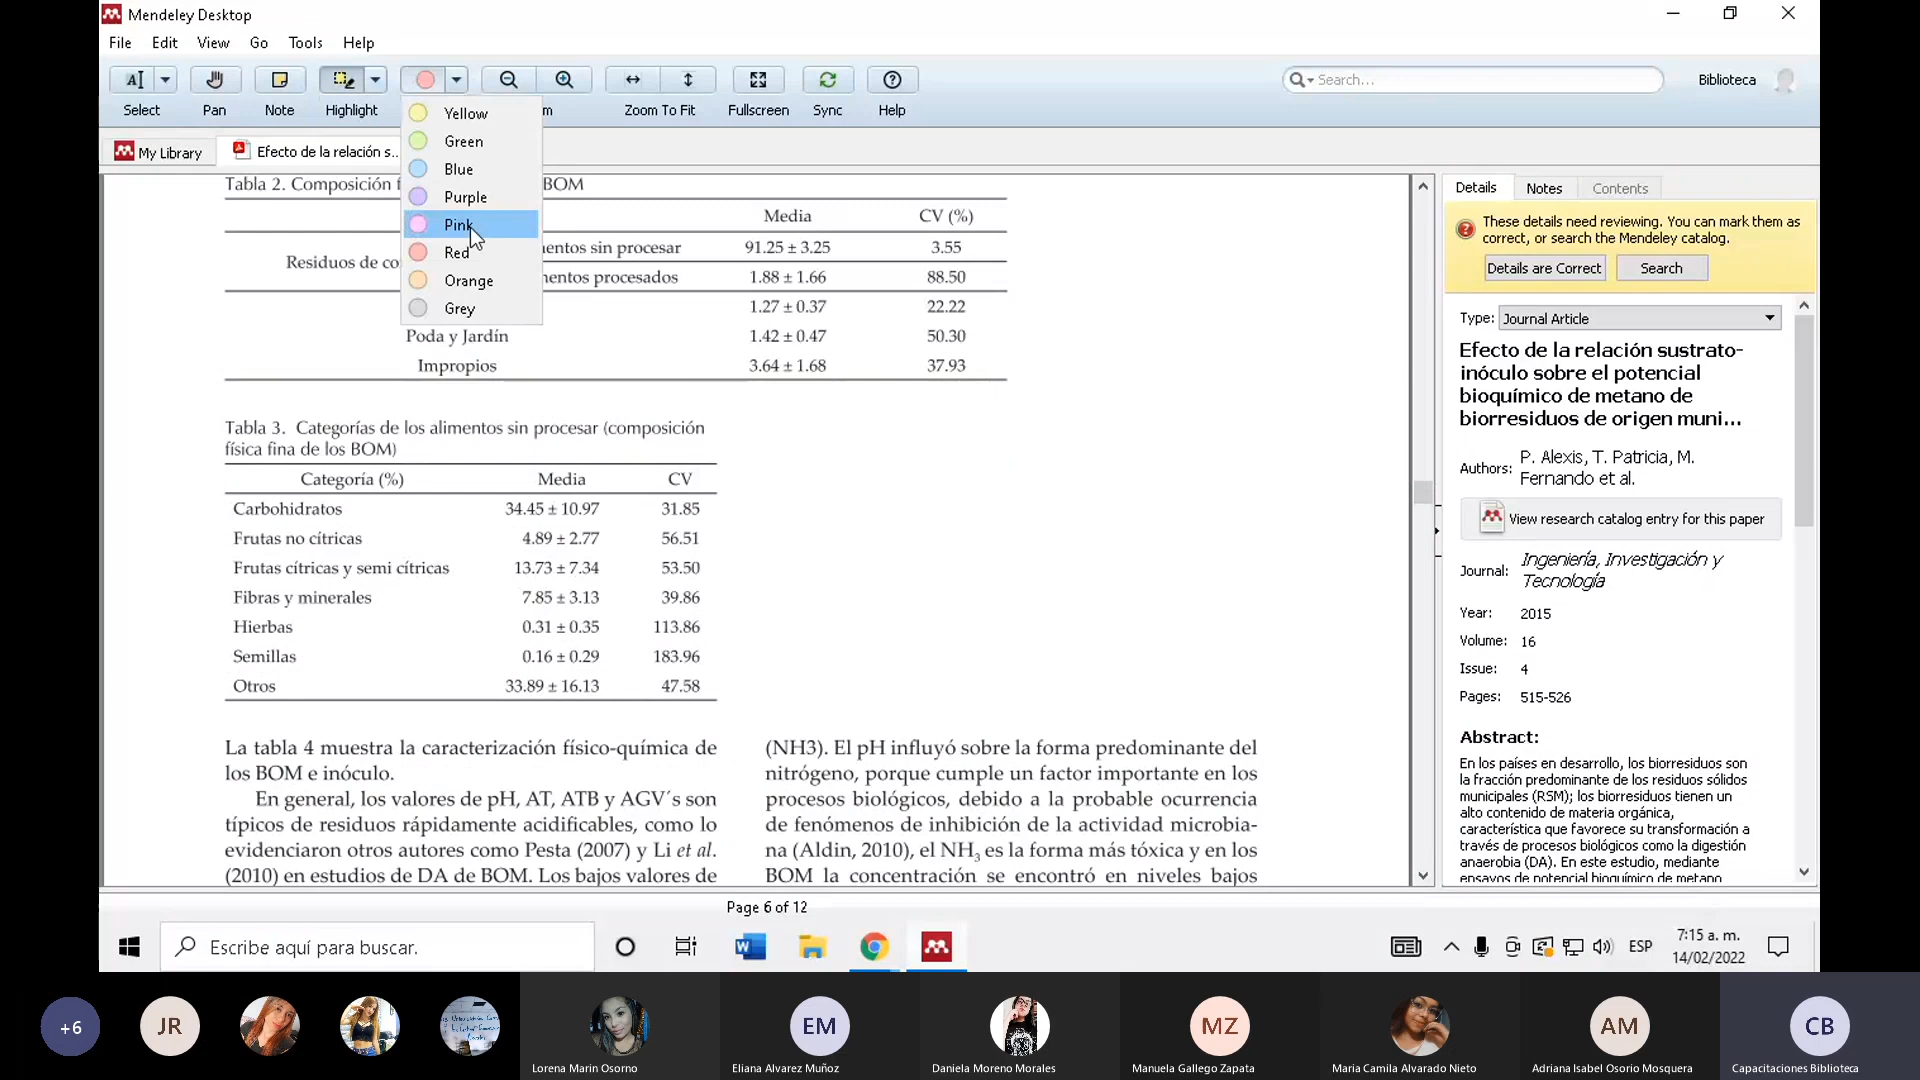 Mendeley Desktop
File Edit View Go Tools Help
Select Pan Note Highlight Zoom To Fit Fullscreen Sync Help
Search...
Biblioteca
Yellow
Green
Blue
Purple
Pink
Red
Orange
Grey
My Library
Efecto de la relación s...
Tabla 2. Composición f BOM
Media CV (%)
entos sin procesar 91.25 ± 3.25 3.55
Residuos de co
mentos procesados 1.88 ± 1.66 88.50
1.27 ± 0.37 22.22
Poda y Jardín 1.42 ± 0.47 50.30
Impropios 3.64 ± 1.68 37.93
Tabla 3. Categorías de los alimentos sin procesar (composición
física fina de los BOM)
Categoría (%) Media CV
Carbohidratos 34.45 ± 10.97 31.85
Frutas no cítricas 4.89 ± 2.77 56.51
Frutas cítricas y semi cítricas 13.73 ± 7.34 53.50
Fibras y minerales 7.85 ± 3.13 39.86
Hierbas 0.31 ± 0.35 113.86
Semillas 0.16 ± 0.29 183.96
Otros 33.89 ± 16.13 47.58
La tabla 4 muestra la caracterización físico-química de
los BOM e inóculo.
En general, los valores de pH, AT, ATB y AGV´s son
típicos de residuos rápidamente acidificables, como lo
evidenciaron otros autores como Pesta (2007) y Li et al.
(2010) en estudios de DA de BOM. Los bajos valores de
(NH3). El pH influyó sobre la forma predominante del
nitrógeno, porque cumple un factor importante en los
procesos biológicos, debido a la probable ocurrencia
de fenómenos de inhibición de la actividad microbia-
na (Aldin, 2010), el NH3 es la forma más tóxica y en los
BOM la concentración se encontró en niveles bajos
Page 6 of 12
Details Notes Contents
These details need reviewing. You can mark them as
correct, or search the Mendeley catalog.
Details are Correct Search
Type: Journal Article
Efecto de la relación sustrato-
inóculo sobre el potencial
bioquímico de metano de
biorresiduos de origen muni...
Authors: P. Alexis, T. Patricia, M.
Fernando et al.
View research catalog entry for this paper
Journal: Ingeniería, Investigación y
Tecnología
Year: 2015
Volume: 16
Issue: 4
Pages: 515-526
Abstract:
En los países en desarrollo, los biorresiduos son
la fracción predominante de los residuos sólidos
municipales (RSM); los biorresiduos tienen un
alto contenido de materia orgánica,
característica que favorece su transformación a
través de procesos biológicos como la digestión
anaerobia (DA). En este estudio, mediante
ensayos de potencial bioquímico de metano
Escribe aquí para buscar.
ESP
7:15 a. m.
14/02/2022
+6
JR
EM
MZ
AM
CB
Lorena Marin Osorno
Eliana Alvarez Muñoz
Daniela Moreno Morales
Manuela Gallego Zapata
Maria Camila Alvarado Nieto
Adriana Isabel Osorio Mosquera
Capacitaciones Biblioteca